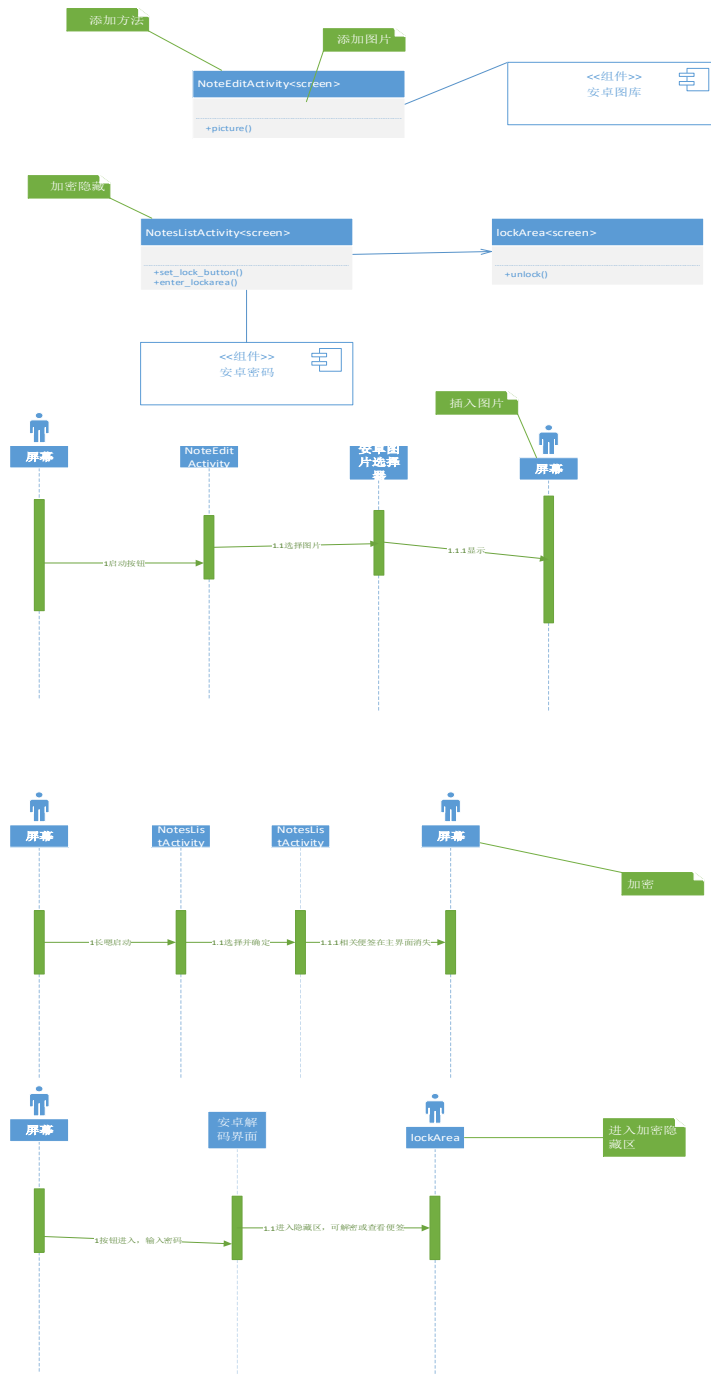 添加方法
添加图片
NoteEditActivity<screen>
<<组件>>
安卓图库
+picture()
加密隐藏
NotesListActivity<screen>
lockArea<screen>
+set_lock_button()
+enter_lockarea()
+unlock()
<<组件>>
安卓密码
插入图片
屏幕
NoteEdit
Activity
安卓图
片选择
器
屏幕
1启动按钮
1.1选择图片
1.1.1显示
屏幕
NotesLis
tActivity
NotesLis
tActivity
屏幕
加密
1长嗯启动
1.1选择并确定
1.1.1相关便签在主界面消失
屏幕
安卓解
码界面
lockArea
进入加密隐
藏区
1按钮进入，输入密码
1.1进入隐藏区，可解密或查看便签